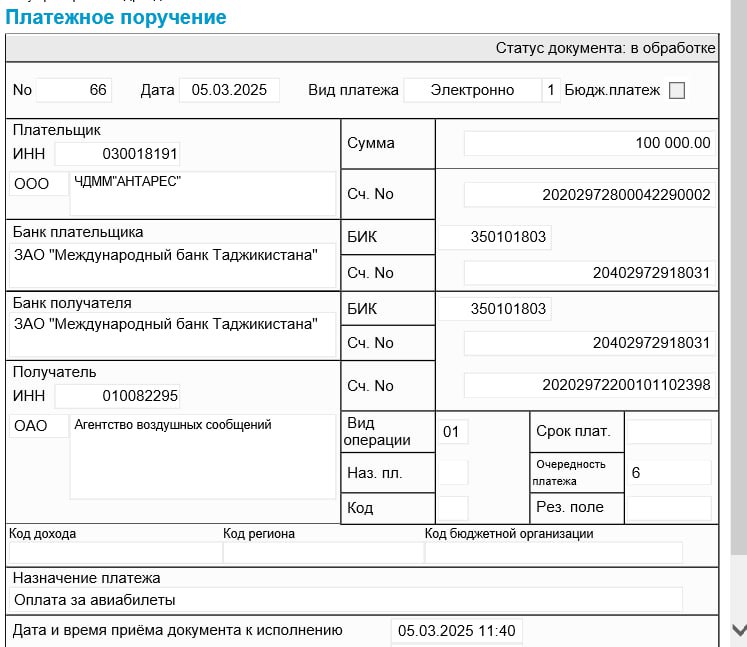 Платежное поручение
Статус документа: в обработке
No 66 Дата 05.03.2025 Вид платежа Электронно 1 Бюдж.платеж
Плательщик
ИНН 030018191
Сумма 100 000.00
ООО ЧДММ"АНТАРЕС"
Сч. No 20202972800042290002
Банк плательщика
ЗАО "Международный банк Таджикистана"
БИК 350101803
Сч. No 20402972918031
Банк получателя
ЗАО "Международный банк Таджикистана"
БИК 350101803
Сч. No 20402972918031
Получатель
ИНН 010082295
Сч. No 20202972200101102398
ОАО Агентство воздушных сообщений
Вид операции 01 Срок плат.
Наз. пл. Очередность платежа 6
Код Рез. поле
Код дохода Код региона Код бюджетной организации
Назначение платежа
Оплата за авиабилеты
Дата и время приёма документа к исполнению 05.03.2025 11:40